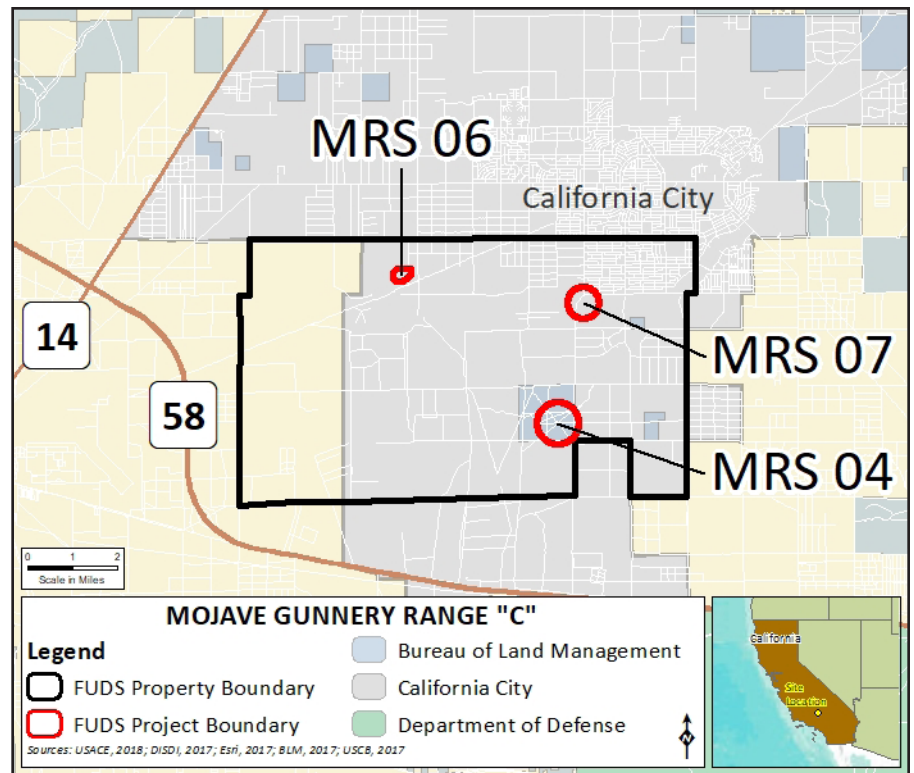 MRS 06
California City
14
MRS 07
58
MRS 04
0 1 2
Scale in Miles
MOJAVE GUNNERY RANGE "C"
Legend
FUDS Property Boundary
FUDS Project Boundary
Bureau of Land Management
California City
Department of Defense
Sources: USACE, 2018; DISDI, 2017; Esri, 2017; BLM, 2017; USCB, 2017
N
California
Site
Location